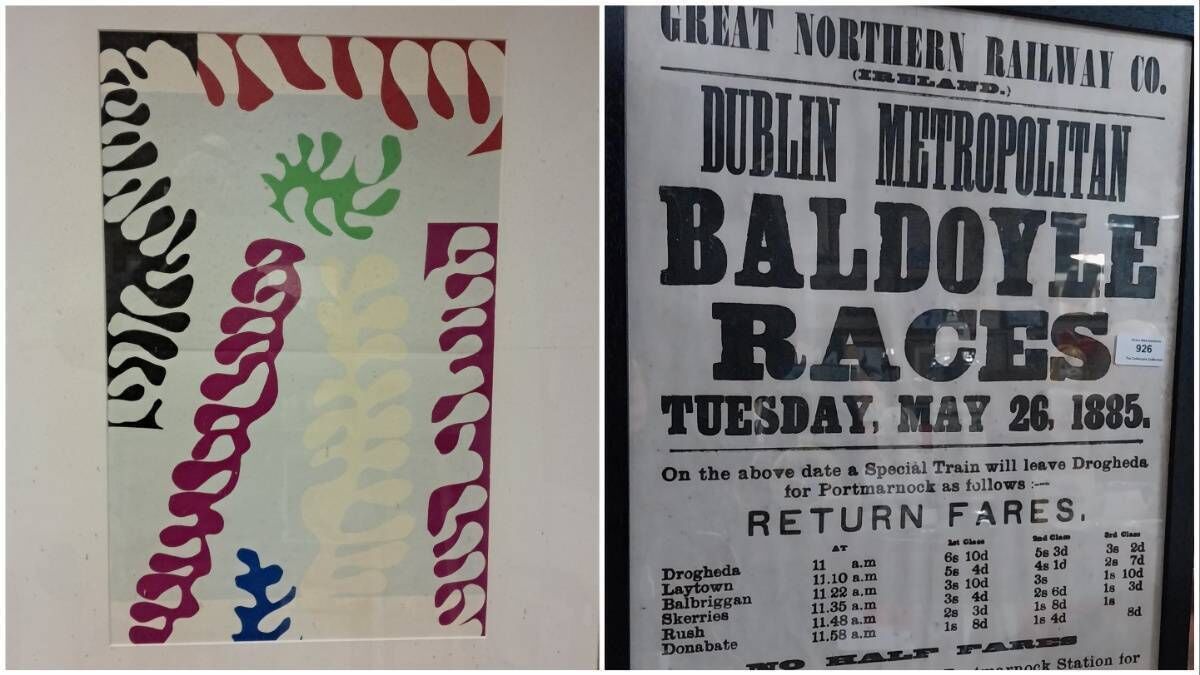 GREAT NORTHERN RAILWAY CO.
(IRELAND.)
DUBLIN METROPOLITAN
BALDOYLE
RACES
926
TUESDAY, MAY 26, 1885.
On the above date a Special Train will leave Drogheda
for Portmarnock as follows :—
RETURN FARES.
AT 1st Class 2nd Class 3rd Class
Drogheda 11 a.m 6s 10d 5s 3d 3s 2d
Laytown 11.10 a.m 5s 4d 4s 1d 2s 7d
Balbriggan 11 22 a.m 3s 10d 3s 1s 10d
Skerries 11.35 a.m 3s 4d 2s 6d 1s 3d
Rush 11.48 a.m 2s 3d 1s 8d 1s
Donabate 11.58 a.m 1s 8d 1s 4d 8d
NO HALF FARES
Portmarnock Station for